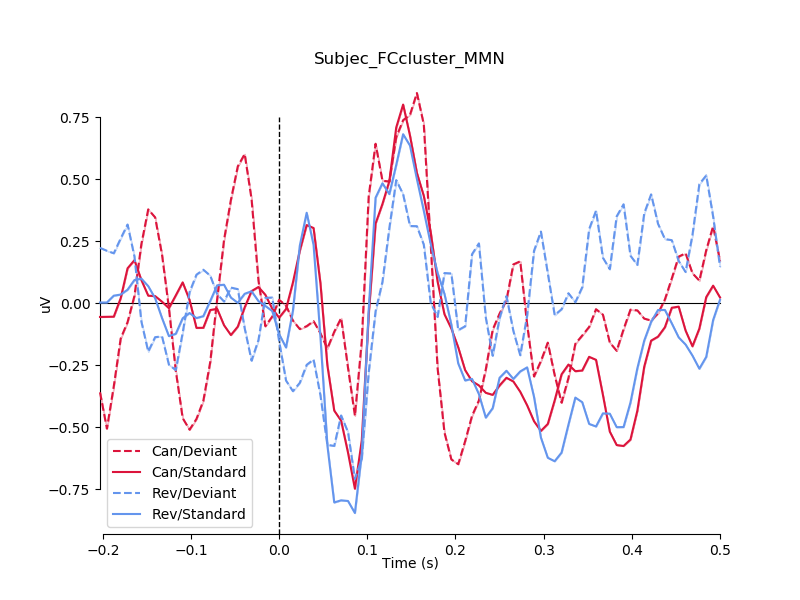 Subjec_FCcluster_MMN
0.75
0.50
0.25
0.00
−0.25
−0.50
−0.75
uV
Can/Deviant
Can/Standard
Rev/Deviant
Rev/Standard
−0.2 −0.1 0.0 0.1 0.2 0.3 0.4 0.5
Time (s)